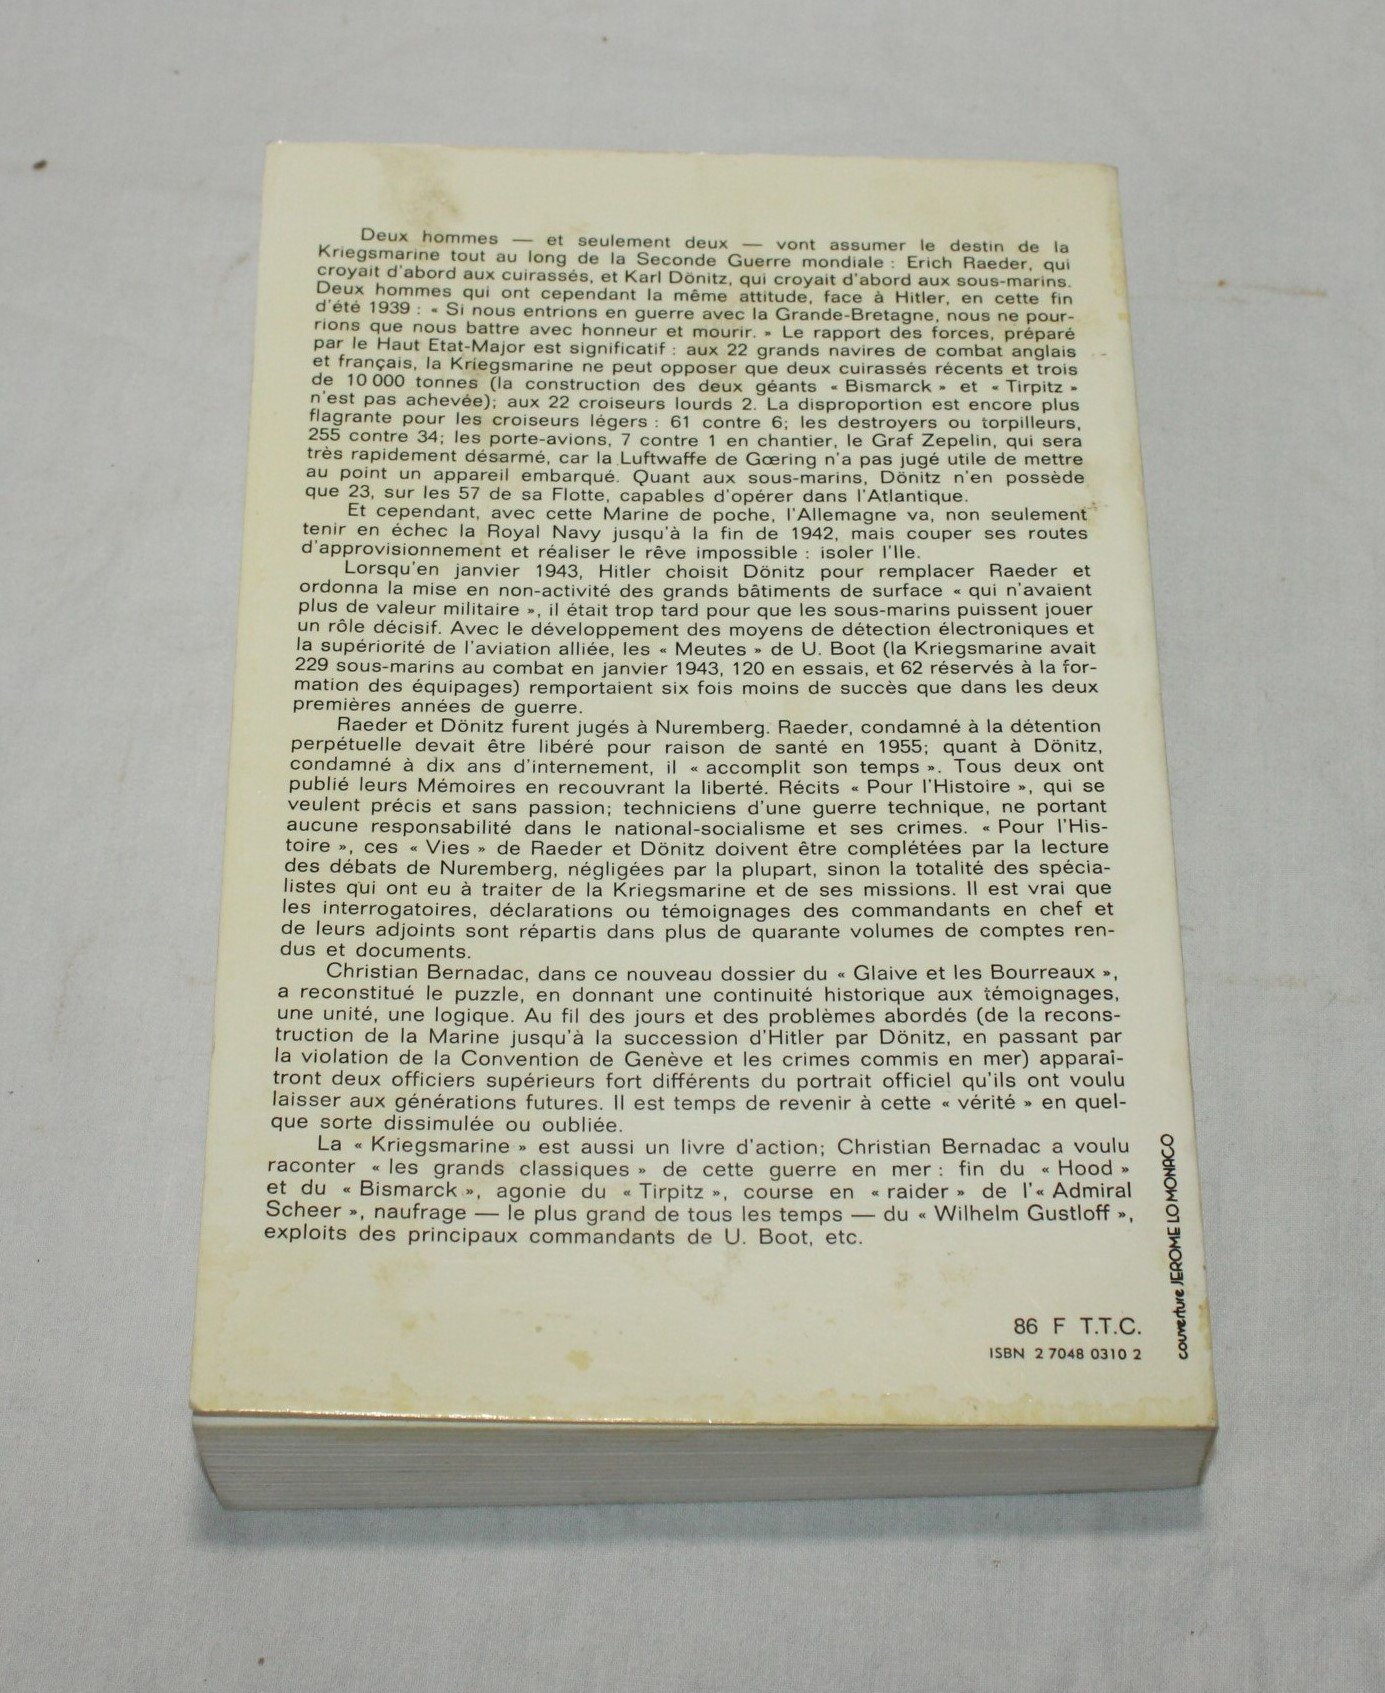 Deux hommes — et seulement deux — vont assumer le destin de la
Kriegsmarine tout au long de la Seconde Guerre mondiale : Erich Raeder, qui
croyait d'abord aux cuirassés, et Karl Dönitz, qui croyait d'abord aux sous-marins.
Deux hommes qui ont cependant la même attitude, face à Hitler, en cette fin
d'été 1939 : « Si nous entrions en guerre avec la Grande-Bretagne, nous ne pour-
rions que nous battre avec honneur et mourir. » Le rapport des forces, préparé
par le Haut Etat-Major est significatif : aux 22 grands navires de combat anglais
et français, la Kriegsmarine ne peut opposer que deux cuirassés récents et trois
de 10 000 tonnes (la construction des deux géants « Bismarck » et « Tirpitz »
n'est pas achevée); aux 22 croiseurs lourds 2. La disproportion est encore plus
flagrante pour les croiseurs légers : 61 contre 6; les destroyers ou torpilleurs,
255 contre 34; les porte-avions, 7 contre 1 en chantier, le Graf Zepelin, qui sera
très rapidement désarmé, car la Luftwaffe de Gœring n'a pas jugé utile de mettre
au point un appareil embarqué. Quant aux sous-marins, Dönitz n'en possède
que 23, sur les 57 de sa Flotte, capables d'opérer dans l'Atlantique.
Et cependant, avec cette Marine de poche, l'Allemagne va, non seulement
tenir en échec la Royal Navy jusqu'à la fin de 1942, mais couper ses routes
d'approvisionnement et réaliser le rêve impossible : isoler l'Ile.
Lorsqu'en janvier 1943, Hitler choisit Dönitz pour remplacer Raeder et
ordonna la mise en non-activité des grands bâtiments de surface « qui n'avaient
plus de valeur militaire », il était trop tard pour que les sous-marins puissent jouer
un rôle décisif. Avec le développement des moyens de détection électroniques et
la supériorité de l'aviation alliée, les « Meutes » de U. Boot (la Kriegsmarine avait
229 sous-marins au combat en janvier 1943, 120 en essais, et 62 réservés à la for-
mation des équipages) remportaient six fois moins de succès que dans les deux
premières années de guerre.
Raeder et Dönitz furent jugés à Nuremberg. Raeder, condamné à la détention
perpétuelle devait être libéré pour raison de santé en 1955; quant à Dönitz,
condamné à dix ans d'internement, il « accomplit son temps ». Tous deux ont
publié leurs Mémoires en recouvrant la liberté. Récits « Pour l'Histoire », qui se
veulent précis et sans passion; techniciens d'une guerre technique, ne portant
aucune responsabilité dans le national-socialisme et ses crimes. « Pour l'His-
toire », ces « Vies » de Raeder et Dönitz doivent être complétées par la lecture
des débats de Nuremberg, négligées par la plupart, sinon la totalité des spécia-
listes qui ont eu à traiter de la Kriegsmarine et de ses missions. Il est vrai que
les interrogatoires, déclarations ou témoignages des commandants en chef et
de leurs adjoints sont répartis dans plus de quarante volumes de comptes ren-
dus et documents.
Christian Bernadac, dans ce nouveau dossier du « Glaive et les Bourreaux »,
a reconstitué le puzzle, en donnant une continuité historique aux témoignages,
une unité, une logique. Au fil des jours et des problèmes abordés (de la recons-
truction de la Marine jusqu'à la succession d'Hitler par Dönitz, en passant par
la violation de la Convention de Genève et les crimes commis en mer) apparaî-
tront deux officiers supérieurs fort différents du portrait officiel qu'ils ont voulu
laisser aux générations futures. Il est temps de revenir à cette « vérité » en quel-
que sorte dissimulée ou oubliée.
La « Kriegsmarine » est aussi un livre d'action; Christian Bernadac a voulu
raconter « les grands classiques » de cette guerre en mer : fin du « Hood »
et du « Bismarck », agonie du « Tirpitz », course en « raider » de l'« Admiral
Scheer », naufrage — le plus grand de tous les temps — du « Wilhelm Gustloff »,
exploits des principaux commandants de U. Boot, etc.
86 F T.T.C.
ISBN 2 7048 0310 2
couverture JEROME LO MONACO